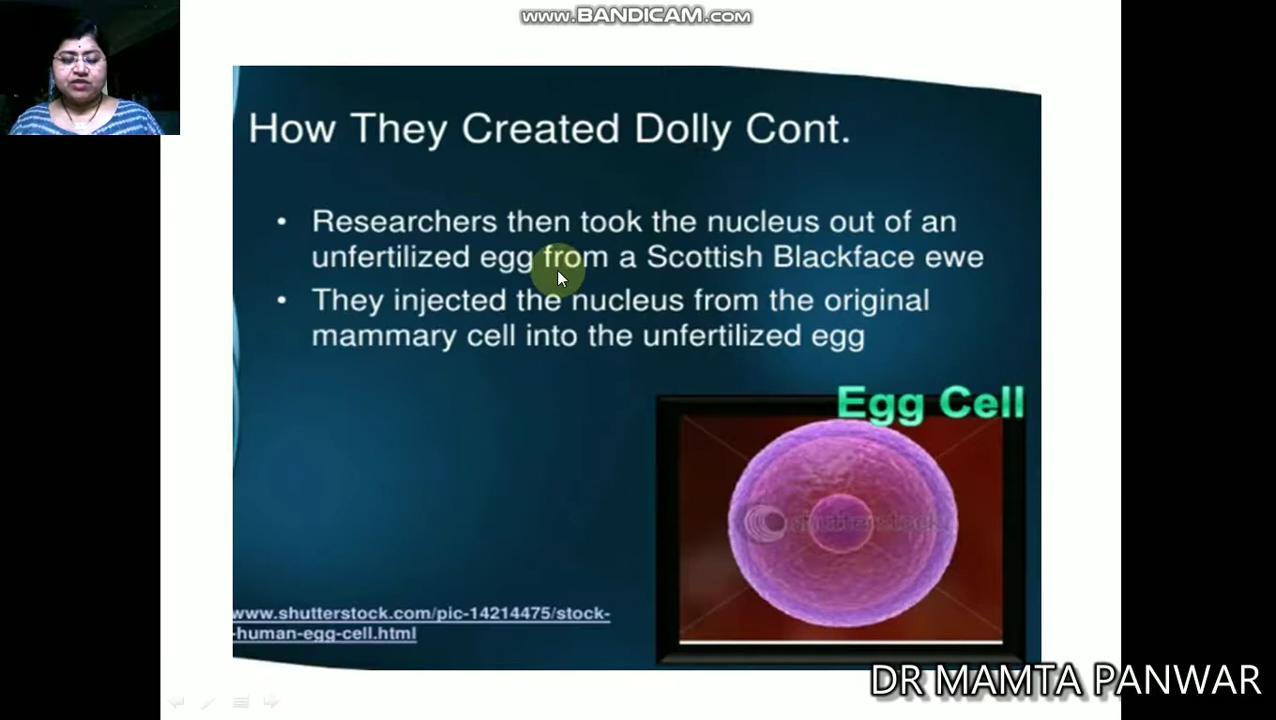 www.BANDICAM.com
How They Created Dolly Cont.
• Researchers then took the nucleus out of an
unfertilized egg from a Scottish Blackface ewe
• They injected the nucleus from the original
mammary cell into the unfertilized egg
Egg Cell
shutterstock
www.shutterstock.com/pic-14214475/stock-
-human-egg-cell.html
DR MAMTA PANWAR